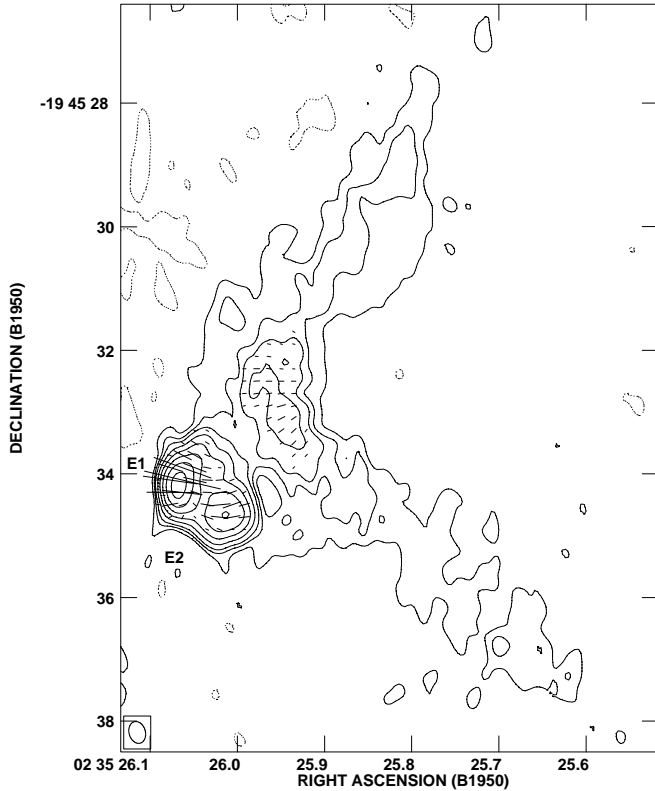 -19 45 28
30
32
34
36
38
DECLINATION (B1950)
E1
E2
02 35 26.1 26.0 25.9 25.8 25.7 25.6
RIGHT ASCENSION (B1950)